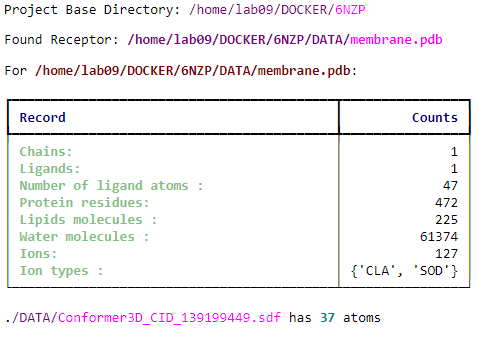 Project Base Directory: /home/lab09/DOCKER/6NZP
Found Receptor: /home/lab09/DOCKER/6NZP/DATA/membrane.pdb
For /home/lab09/DOCKER/6NZP/DATA/membrane.pdb:
Record Counts
Chains: 1
Ligands: 1
Number of ligand atoms : 47
Protein residues: 472
Lipids molecules : 225
Water molecules : 61374
Ions: 127
Ion types : {'CLA', 'SOD'}
./DATA/Conformer3D_CID_139199449.sdf has 37 atoms